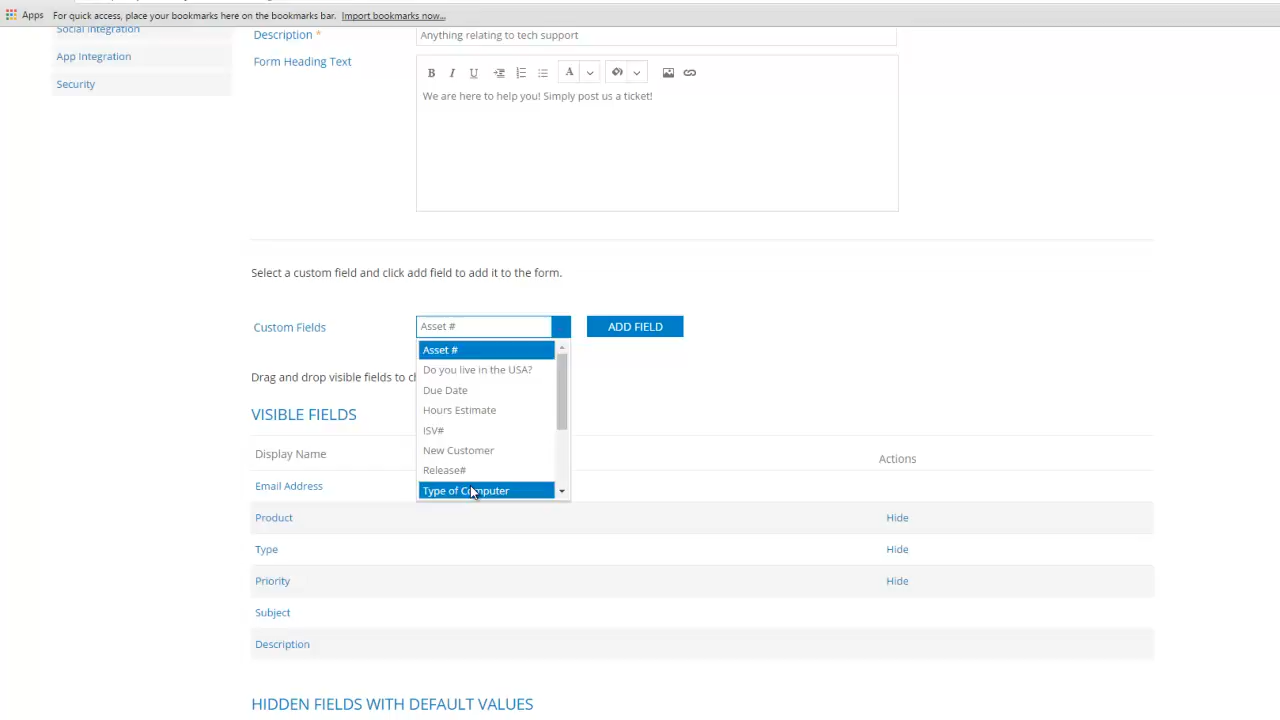 Apps For quick access, place your bookmarks here on the bookmarks bar. Import bookmarks now...
Social Integration
App Integration
Security
Description * Anything relating to tech support
Form Heading Text
B I U A
We are here to help you! Simply post us a ticket!
Select a custom field and click add field to add it to the form.
Custom Fields Asset # ADD FIELD
Asset #
Do you live in the USA?
Due Date
Hours Estimate
ISV#
New Customer
Release#
Type of Computer
Drag and drop visible fields to
VISIBLE FIELDS
Display Name Actions
Email Address
Product Hide
Type Hide
Priority Hide
Subject
Description
HIDDEN FIELDS WITH DEFAULT VALUES